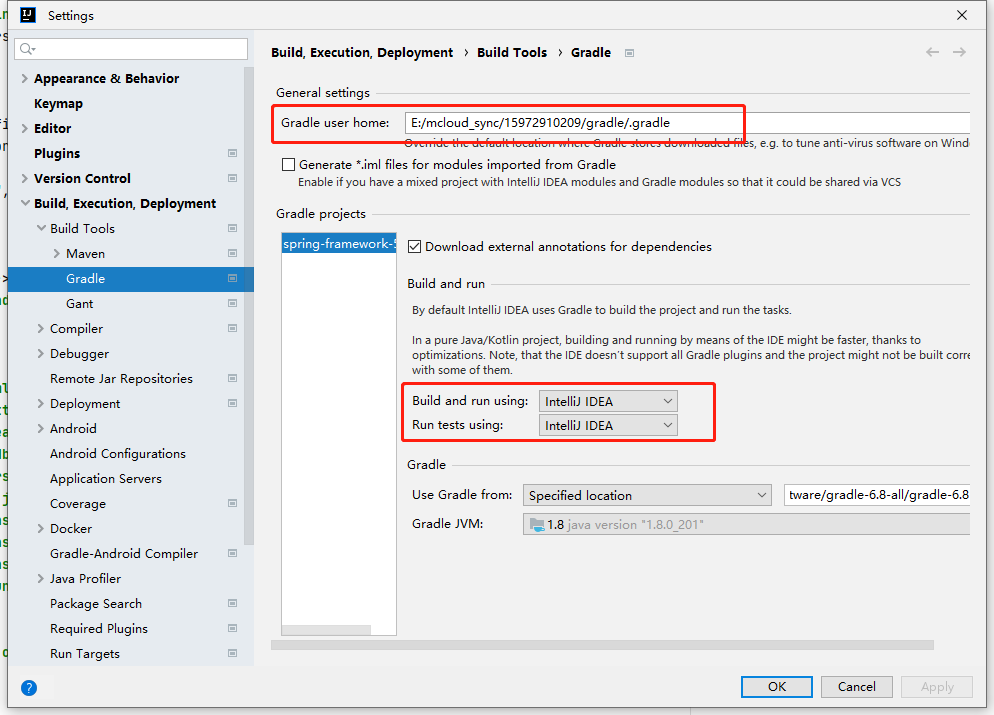 Settings
Appearance & Behavior
Keymap
Editor
Plugins
Version Control
Build, Execution, Deployment
Build Tools
Maven
Gradle
Gant
Compiler
Debugger
Remote Jar Repositories
Deployment
Android
Android Configurations
Application Servers
Coverage
Docker
Gradle-Android Compiler
Java Profiler
Package Search
Required Plugins
Run Targets
Build, Execution, Deployment › Build Tools › Gradle
General settings
Gradle user home: E:/mcloud_sync/15972910209/gradle/.gradle
Override the default location where Gradle stores downloaded files, e.g. to tune anti-virus software on Wind
Generate *.iml files for modules imported from Gradle
Enable if you have a mixed project with IntelliJ IDEA modules and Gradle modules so that it could be shared via VCS
Gradle projects
spring-framework-5
Download external annotations for dependencies
Build and run
By default IntelliJ IDEA uses Gradle to build the project and run the tasks.
In a pure Java/Kotlin project, building and running by means of the IDE might be faster, thanks to
optimizations. Note, that the IDE doesn't support all Gradle plugins and the project might not be built corre
with some of them.
Build and run using: IntelliJ IDEA
Run tests using: IntelliJ IDEA
Gradle
Use Gradle from: Specified location tware/gradle-6.8-all/gradle-6.8
Gradle JVM: 1.8 java version "1.8.0_201"
?
OK
Cancel
Apply